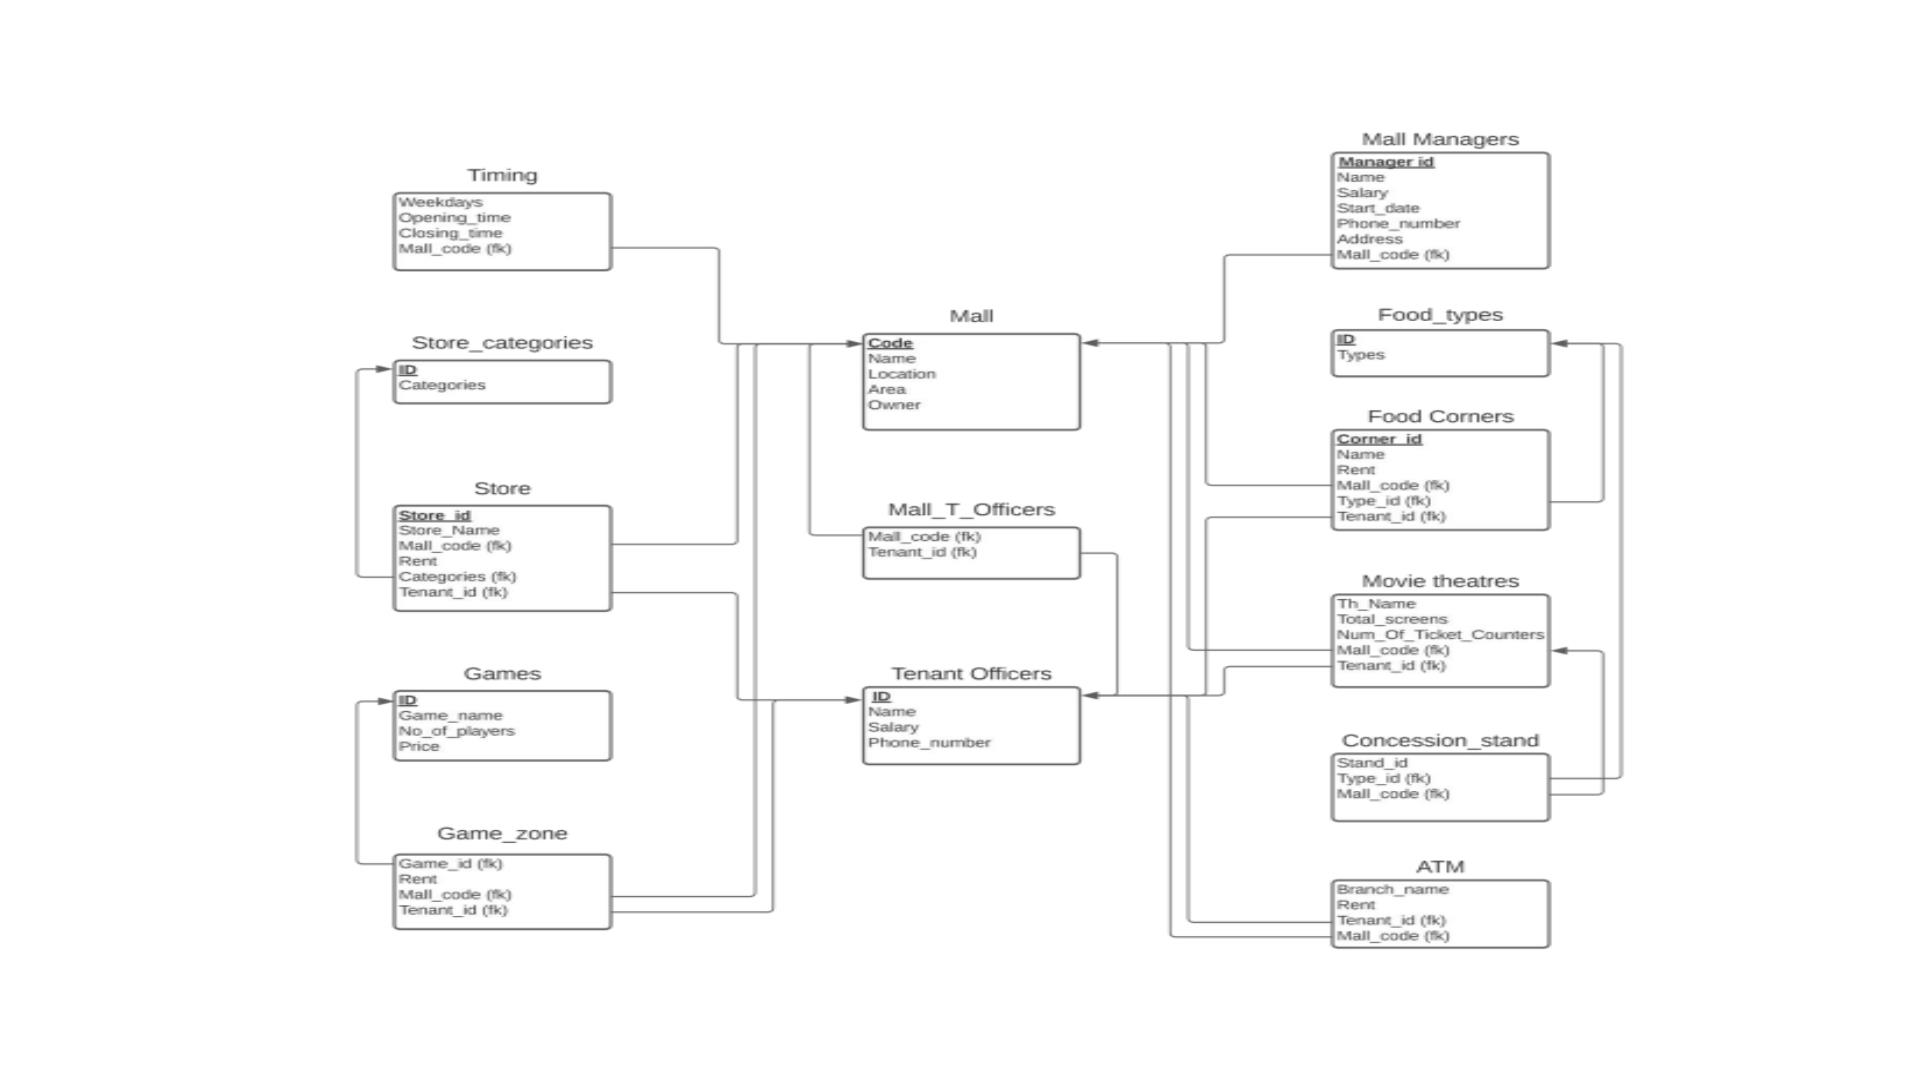 Timing
Weekdays
Opening_time
Closing_time
Mall_code (fk)
Store_categories
ID
Categories
Store
Store_id
Store_Name
Mall_code (fk)
Rent
Categories (fk)
Tenant_id (fk)
Games
ID
Game_name
No_of_players
Price
Game_zone
Game_id (fk)
Rent
Mall_code (fk)
Tenant_id (fk)
Mall
Code
Name
Location
Area
Owner
Mall_T_Officers
Mall_code (fk)
Tenant_id (fk)
Tenant Officers
ID
Name
Salary
Phone_number
Mall Managers
Manager id
Name
Salary
Start_date
Phone_number
Address
Mall_code (fk)
Food_types
ID
Types
Food Corners
Corner_id
Name
Rent
Mall_code (fk)
Type_id (fk)
Tenant_id (fk)
Movie theatres
Th_Name
Total_screens
Num_Of_Ticket_Counters
Mall_code (fk)
Tenant_id (fk)
Concession_stand
Stand_id
Type_id (fk)
Mall_code (fk)
ATM
Branch_name
Rent
Tenant_id (fk)
Mall_code (fk)